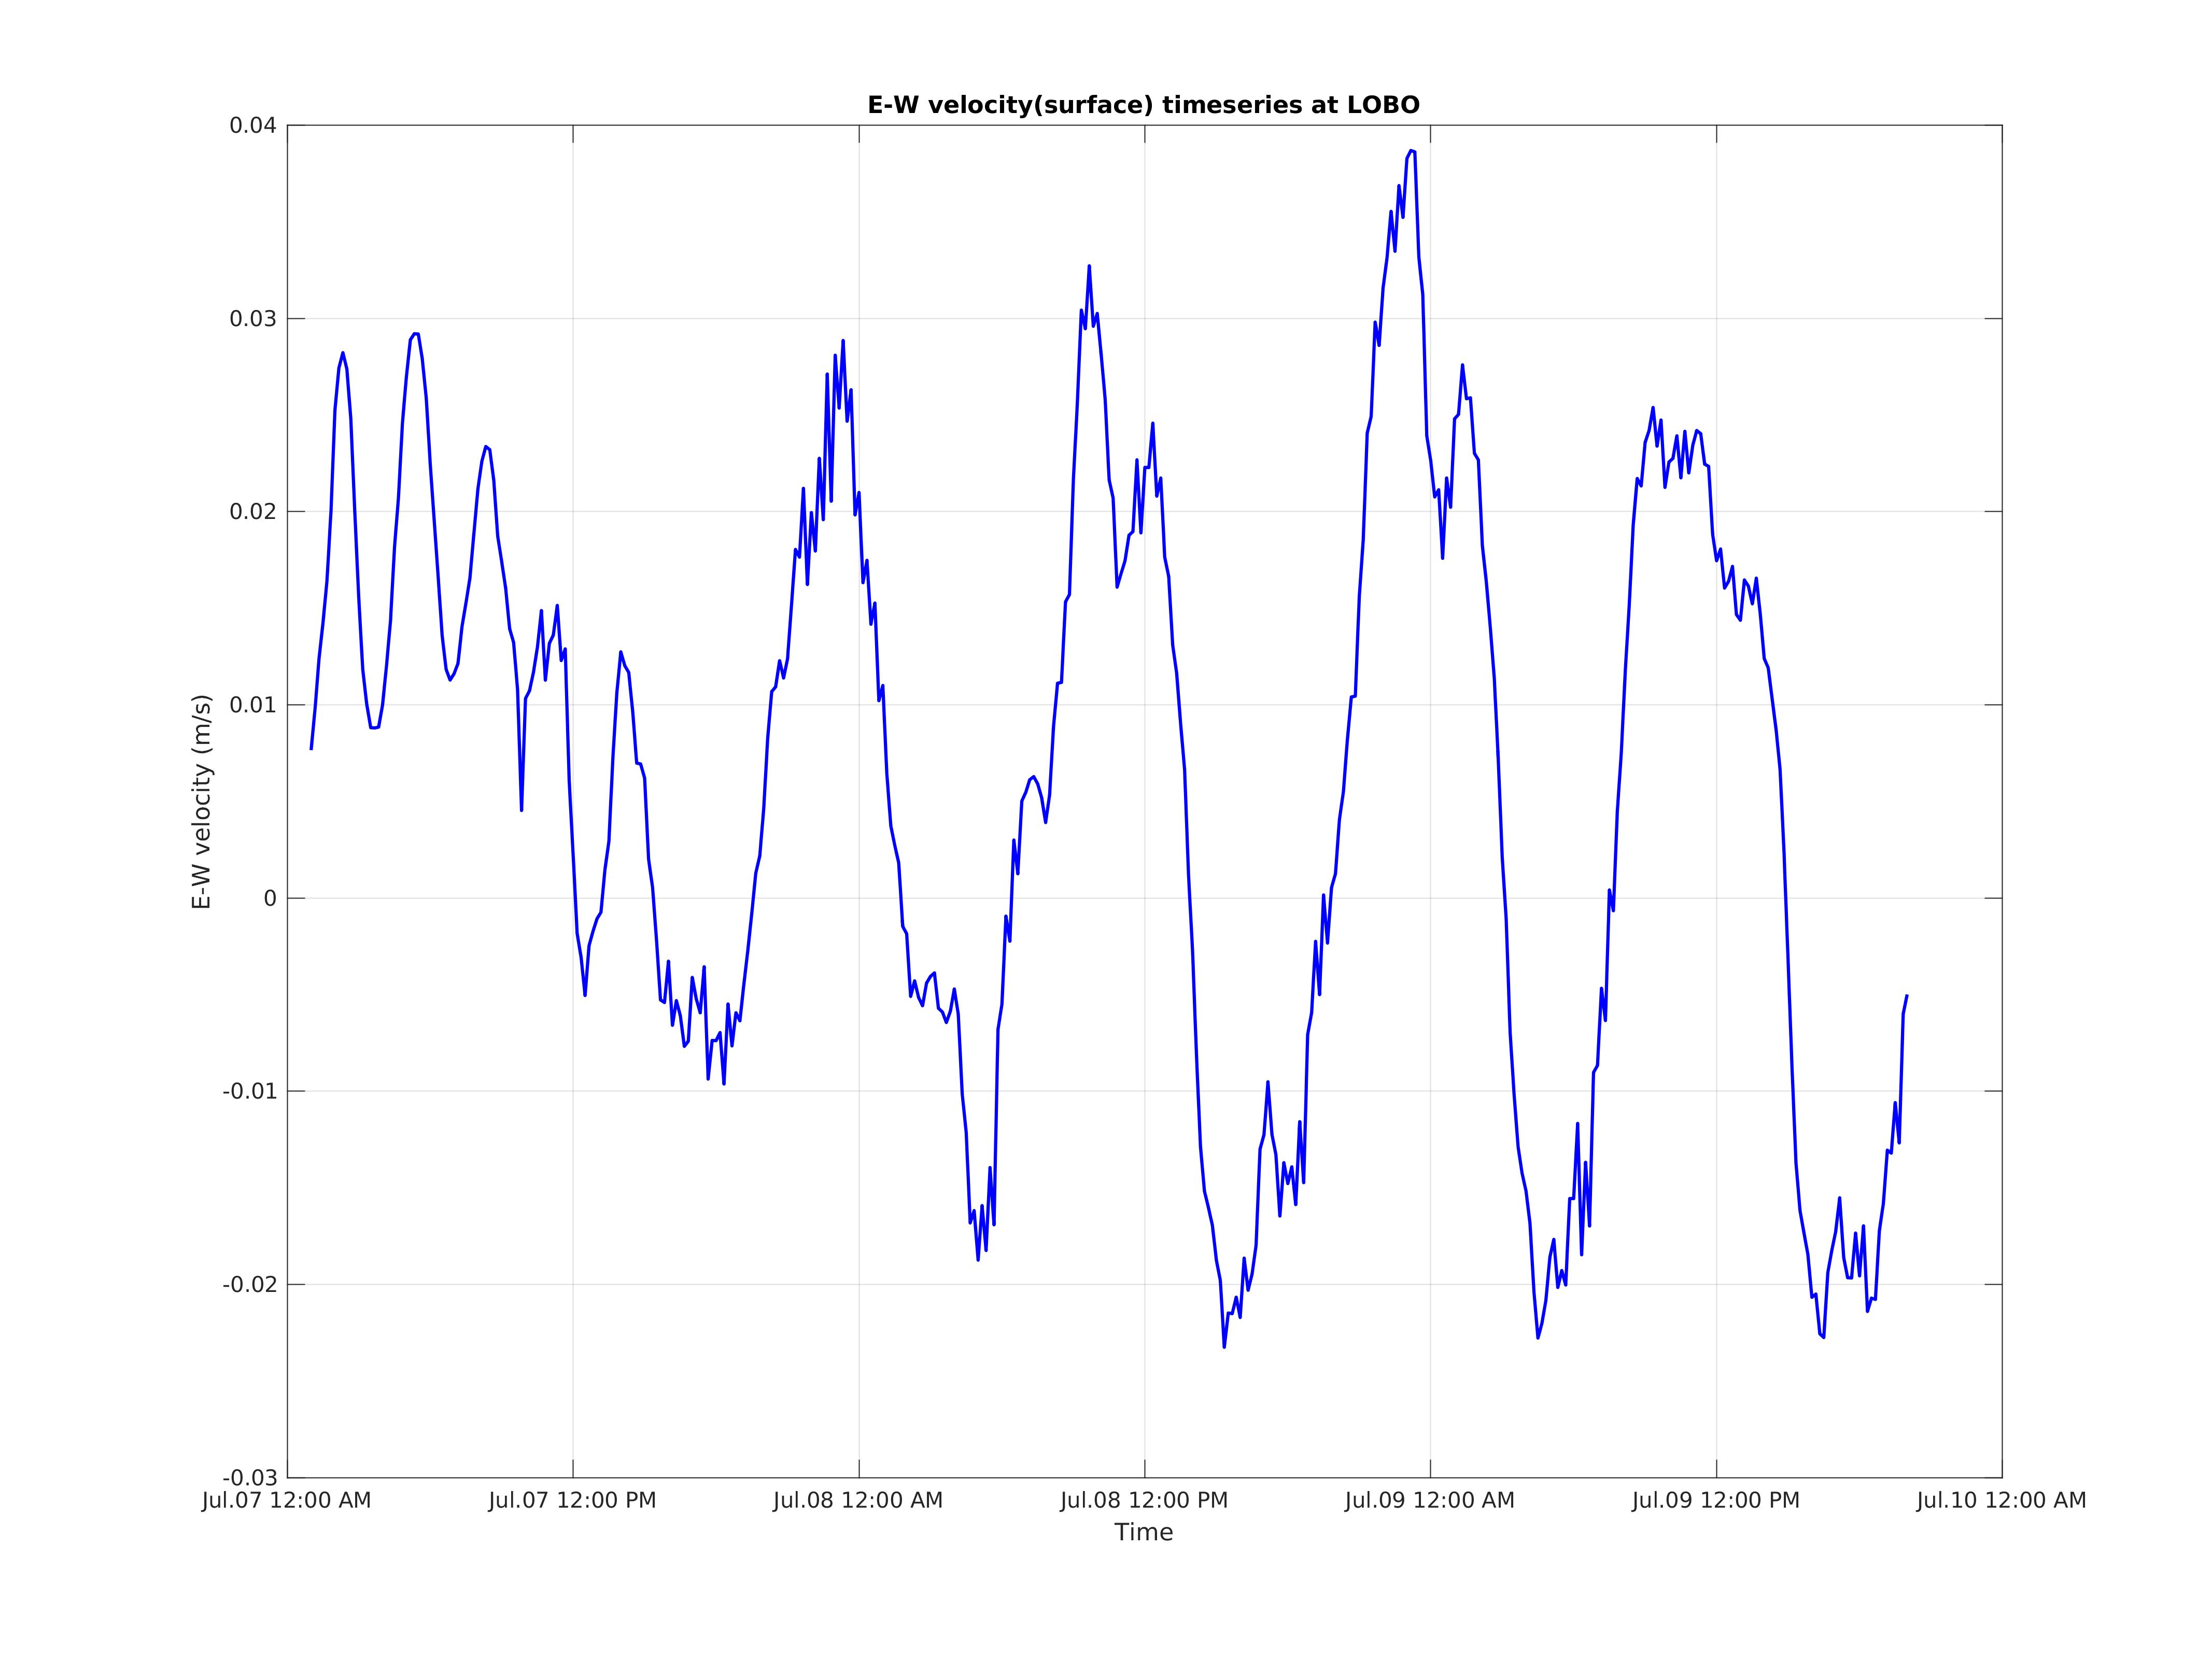 E-W velocity(surface) timeseries at LOBO
0.04
0.03
0.02
0.01
0
-0.01
-0.02
-0.03
E-W velocity (m/s)
Jul.07 12:00 AM
Jul.07 12:00 PM
Jul.08 12:00 AM
Jul.08 12:00 PM
Jul.09 12:00 AM
Jul.09 12:00 PM
Jul.10 12:00 AM
Time